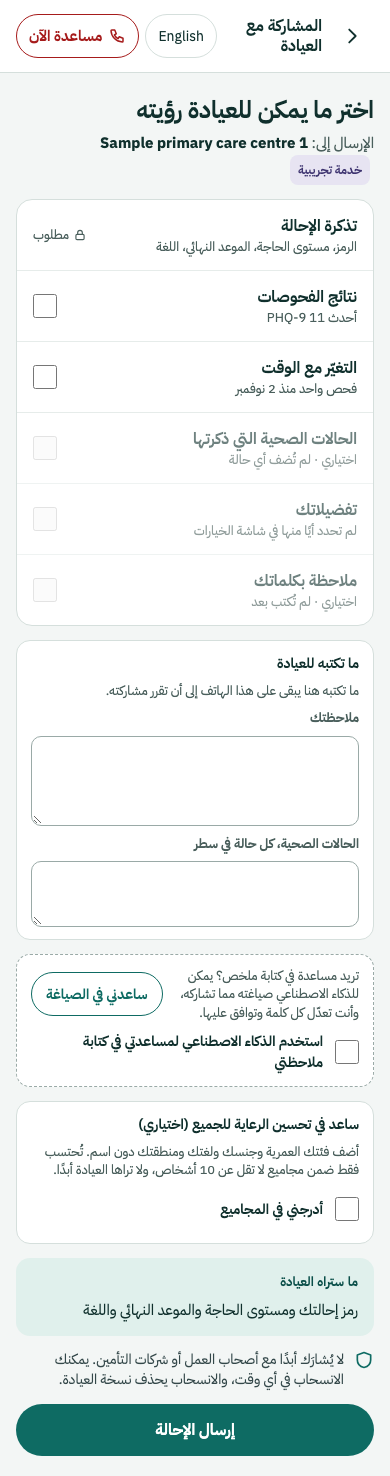 المشاركة مع
العيادة
English
مساعدة الآن
اختر ما يمكن للعيادة رؤيته
الإرسال إلى: Sample primary care centre 1
خدمة تجريبية
تذكرة الإحالة
الرمز، مستوى الحاجة، الموعد النهائي، اللغة
مطلوب
نتائج الفحوصات
أحدث PHQ-9 11
التغيّر مع الوقت
فحص واحد منذ 2 نوفمبر
الحالات الصحية التي ذكرتها
اختياري · لم تُضف أي حالة
تفضيلاتك
لم تحدد أيًا منها في شاشة الخيارات
ملاحظة بكلماتك
اختياري · لم تُكتب بعد
ما تكتبه للعيادة
ما تكتبه هنا يبقى على هذا الهاتف إلى أن تقرر مشاركته.
ملاحظتك
الحالات الصحية، كل حالة في سطر
تريد مساعدة في كتابة ملخص؟ يمكن
للذكاء الاصطناعي صياغته مما تشاركه،
وأنت تعدّل كل كلمة وتوافق عليها.
ساعدني في الصياغة
استخدم الذكاء الاصطناعي لمساعدتي في كتابة
ملاحظتي
ساعد في تحسين الرعاية للجميع (اختياري)
أضف فئتك العمرية وجنسك ولغتك ومنطقتك دون اسم. تُحتسب
فقط ضمن مجاميع لا تقل عن 10 أشخاص، ولا تراها العيادة أبدًا.
أدرجني في المجاميع
ما ستراه العيادة
رمز إحالتك ومستوى الحاجة والموعد النهائي واللغة
لا يُشارَك أبدًا مع أصحاب العمل أو شركات التأمين. يمكنك
الانسحاب في أي وقت، والانسحاب يحذف نسخة العيادة.
إرسال الإحالة